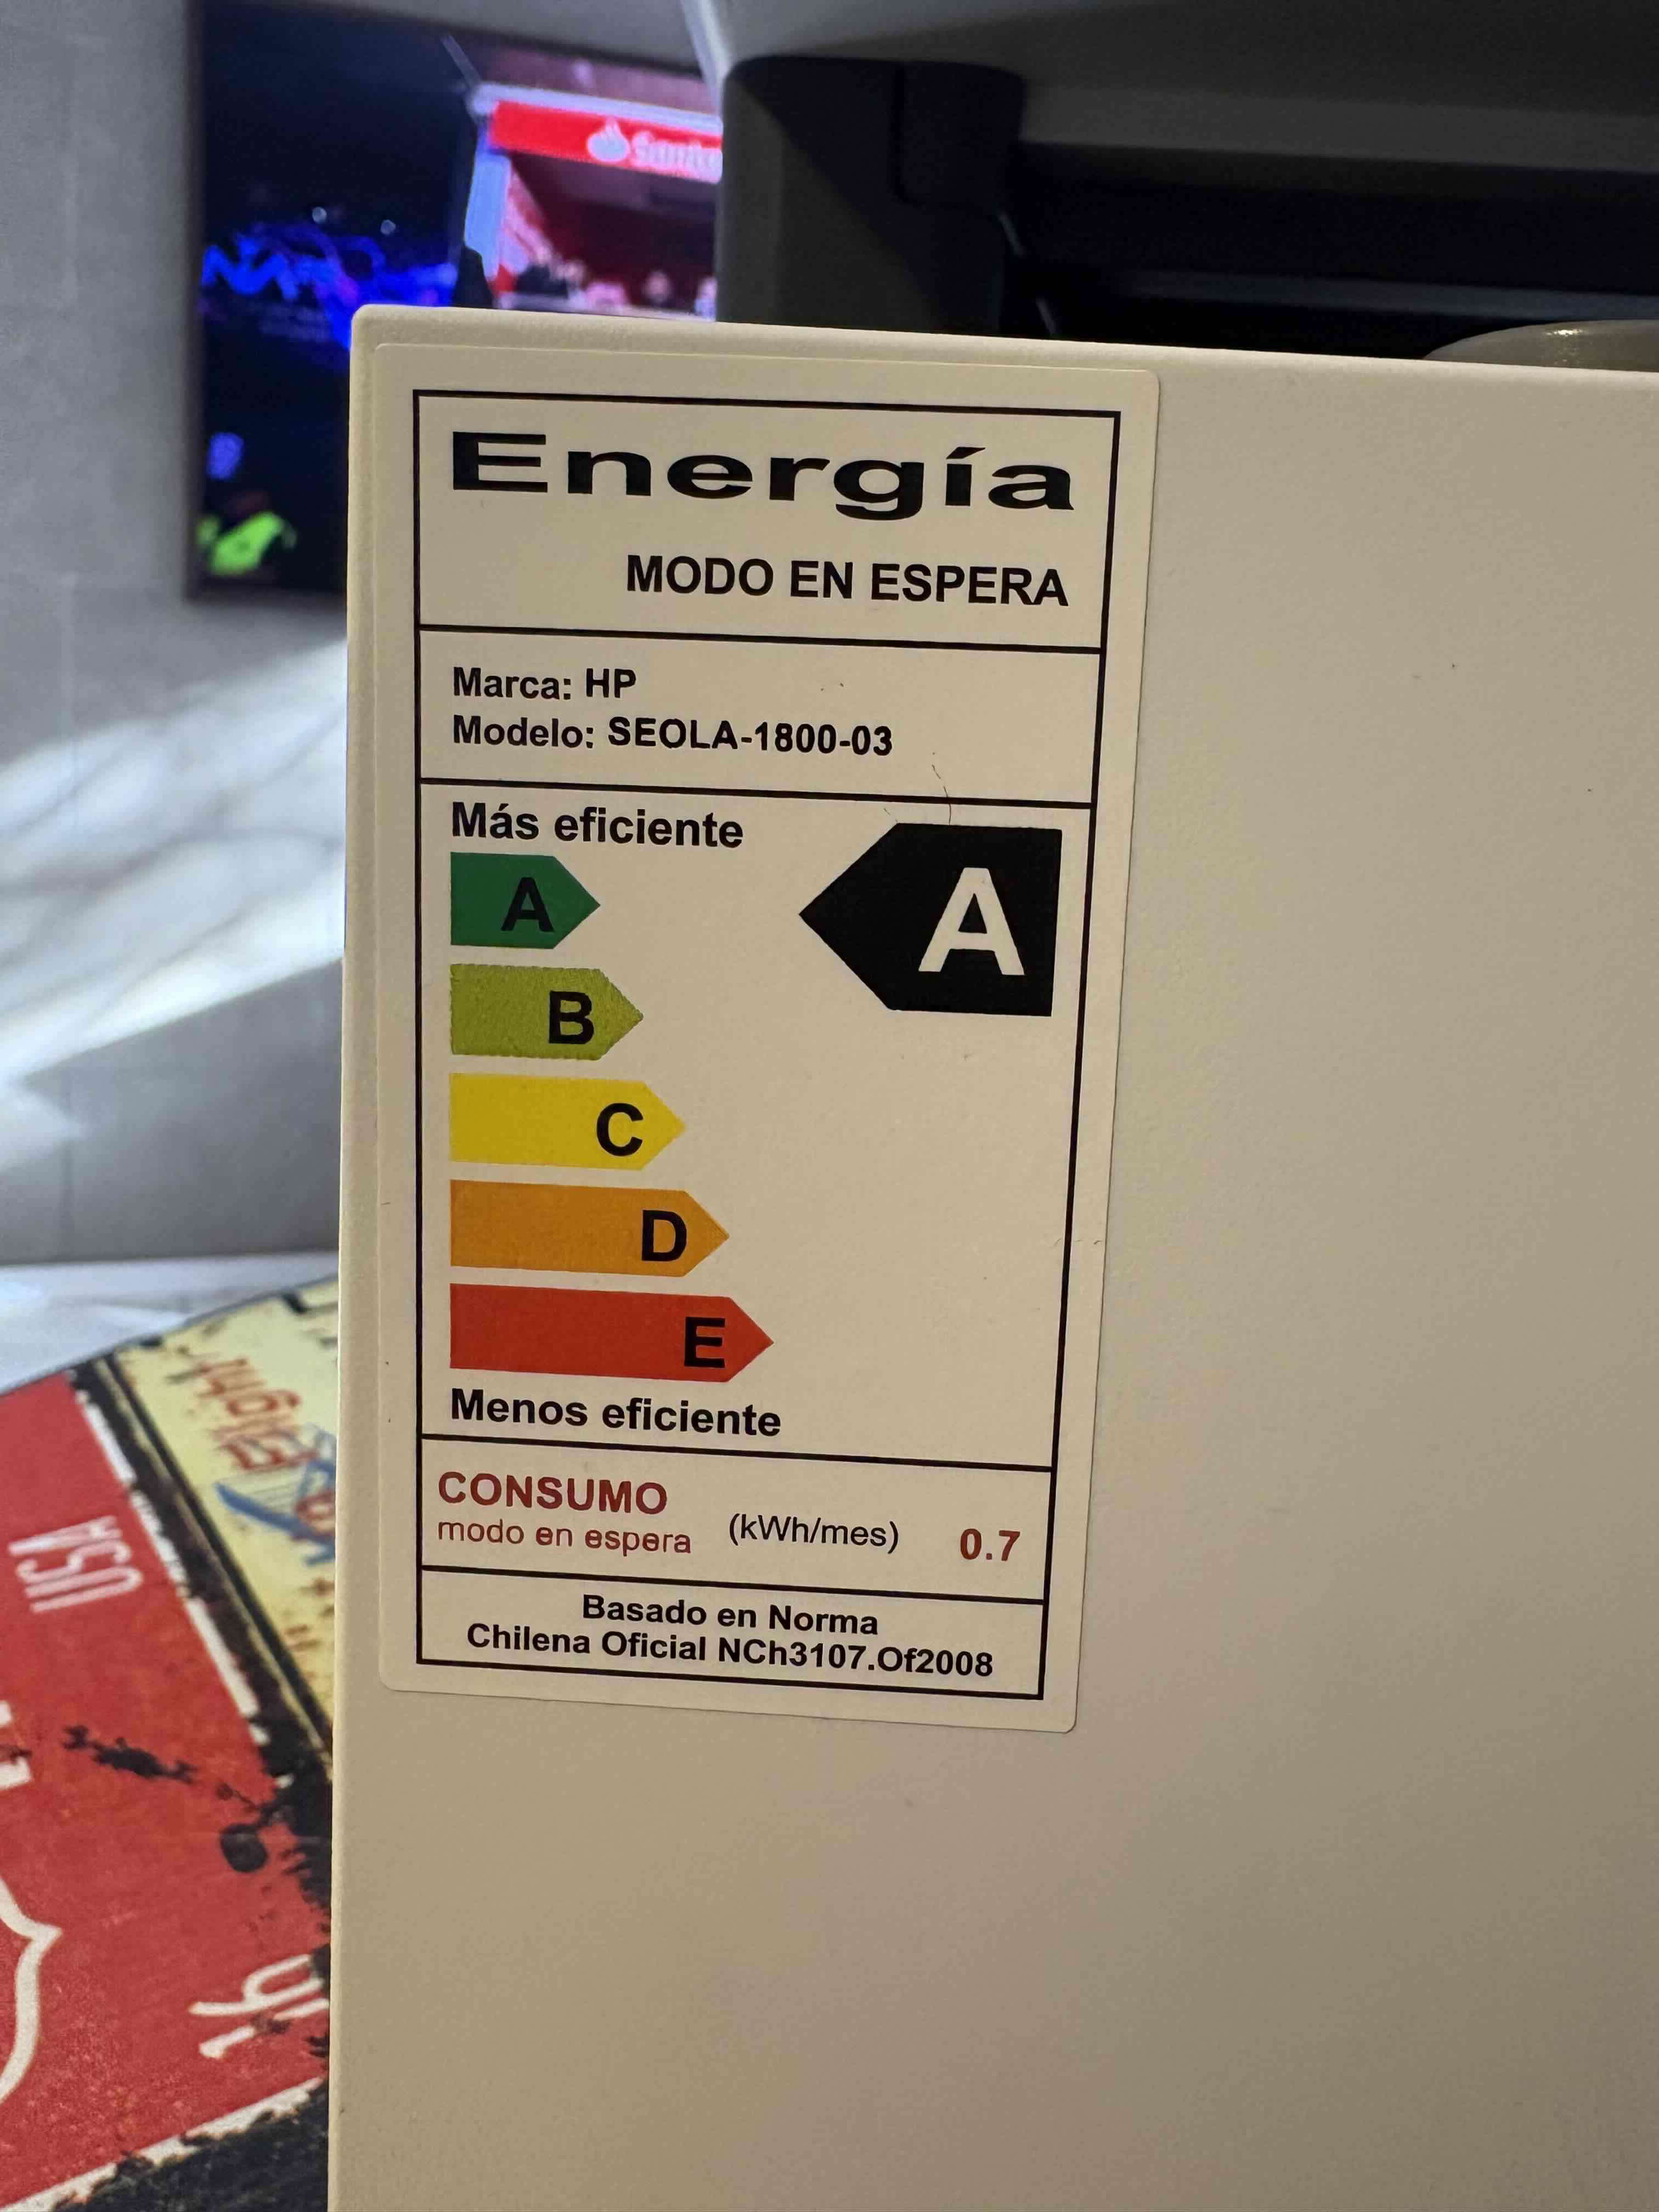 Energía
MODO EN ESPERA
Marca: HP
Modelo: SEOLA-1800-03
Más eficiente
A
A
B
C
D
E
Menos eficiente
CONSUMO
modo en espera (kWh/mes) 0.7
Basado en Norma
Chilena Oficial NCh3107.Of2008
USA